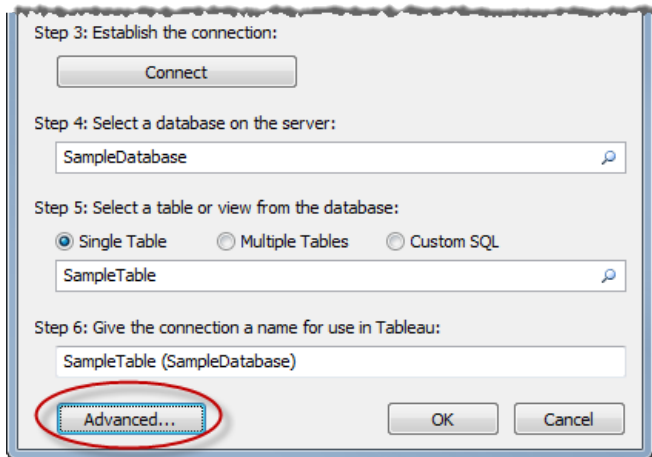 Step 3: Establish the connection:
Connect
Step 4: Select a database on the server:
SampleDatabase
Step 5: Select a table or view from the database:
Single Table Multiple Tables Custom SQL
SampleTable
Step 6: Give the connection a name for use in Tableau:
SampleTable (SampleDatabase)
Advanced... OK Cancel